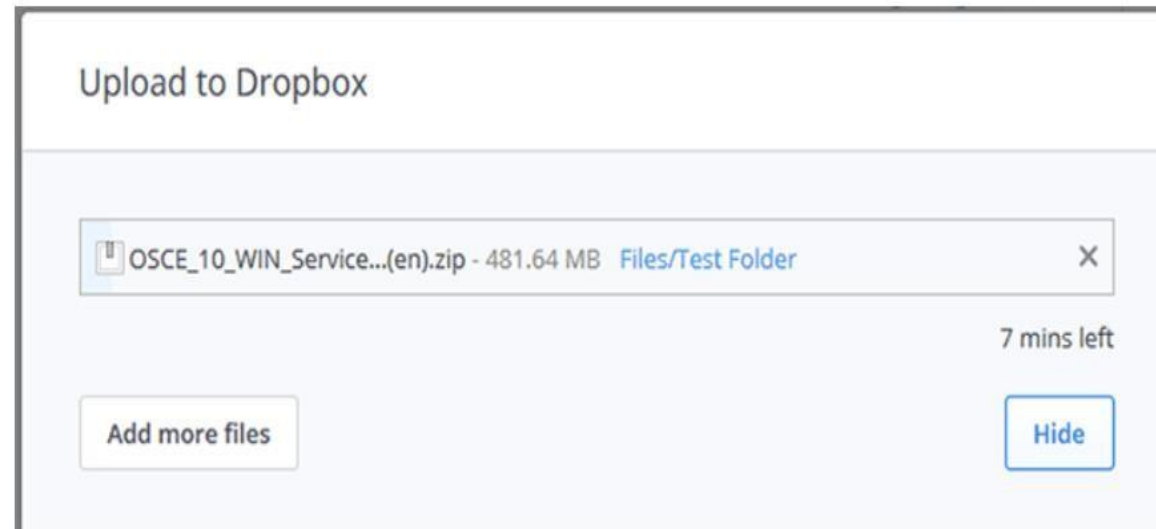 Upload to Dropbox
OSCE_10_WIN_Service...(en).zip - 481.64 MB Files/Test Folder
7 mins left
Add more files Hide